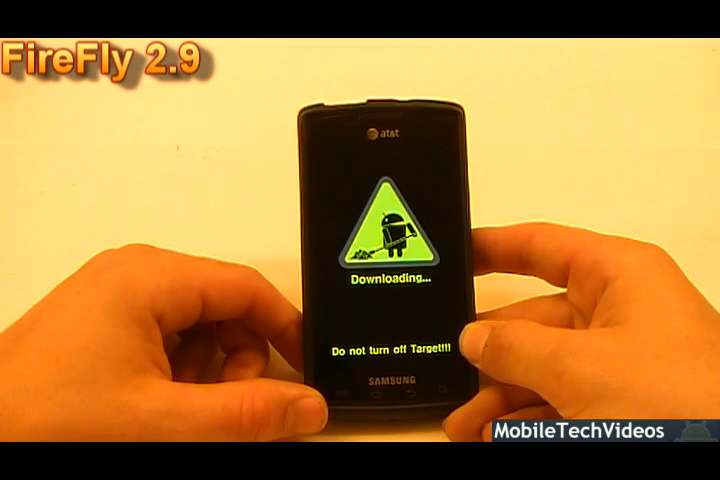 FireFly 2.9
at&t
Downloading...
Do not turn off Target!!!
SAMSUNG
MobileTechVideos